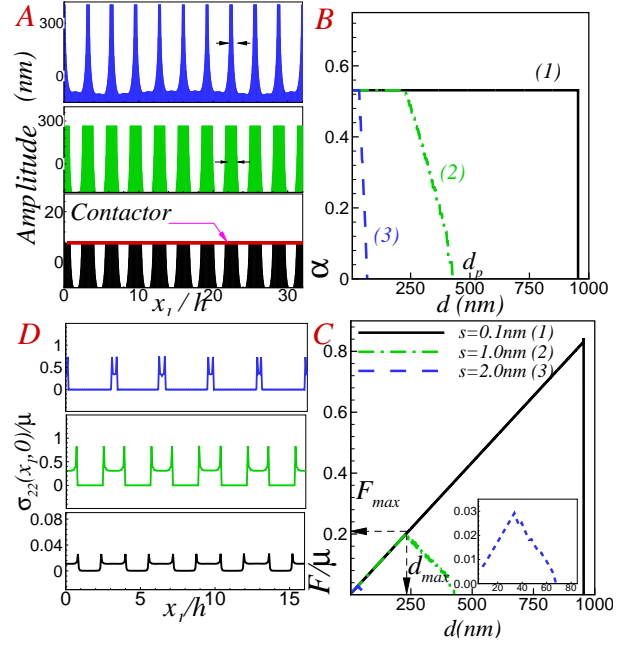 A
300
0
(nm)
300
0
Amplitude
20
0
Contactor
0 10 20 30
x1/h
B
0.6
0.4
0.2
0
α
(1)
(2)
(3)
dp
250 500 750 1000
d (nm)
D
1
0.5
0
1
0.5
0
0.08
0.04
0
σ22(x1,0)/μ
0 5 10 15
x1/h
C
s=0.1nm (1)
s=1.0nm (2)
s=2.0nm (3)
0.8
0.6
0.4
0.2
F/μ
Fmax
dmax
0.03
0.02
0.01
0.00
20 40 60 80
250 500 750 1000
d(nm)